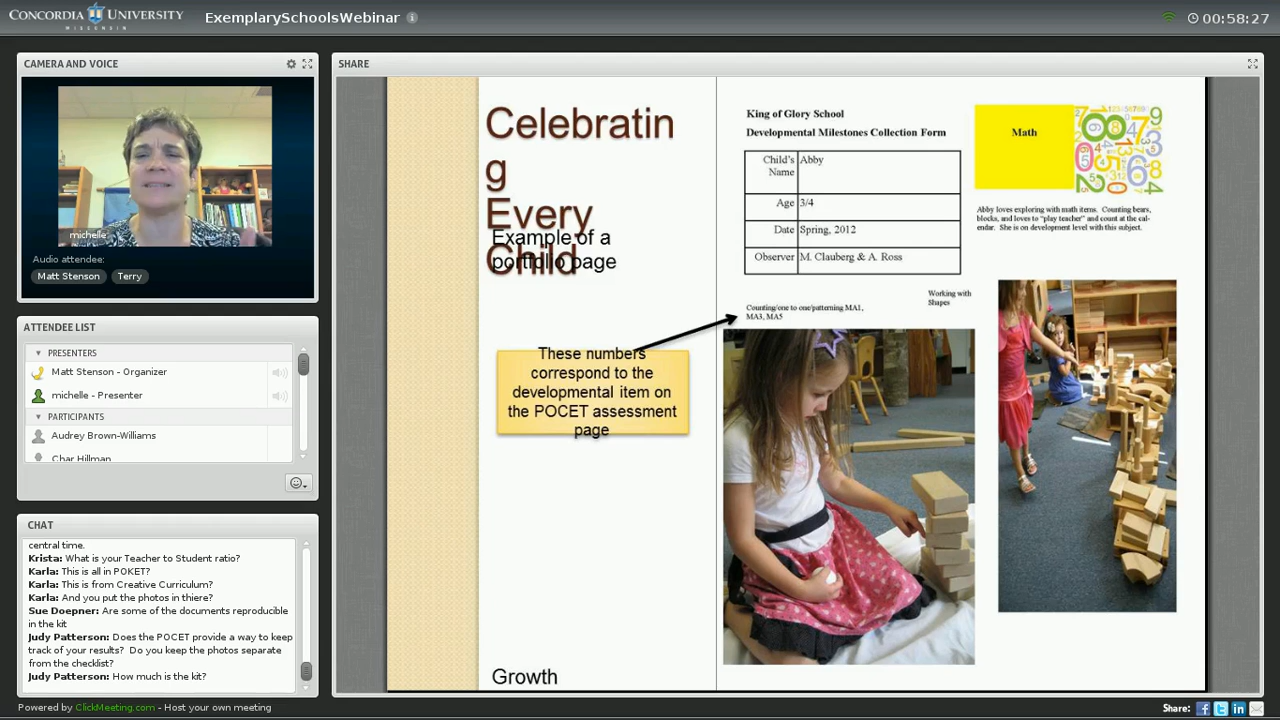 CONCORDIA UNIVERSITY
WISCONSIN
ExemplarySchoolsWebinar
00:58:27
CAMERA AND VOICE
michelle
Audio attendee:
Matt Stenson
Terry
ATTENDEE LIST
PRESENTERS
Matt Stenson - Organizer
michelle - Presenter
PARTICIPANTS
Audrey Brown-Williams
Char Hillman
CHAT
central time.
Krista: What is your Teacher to Student ratio?
Karla: This is all in POKET?
Karla: This is from Creative Curriculum?
Karla: And you put the photos in thiere?
Sue Doepner: Are some of the documents reproducible
in the kit
Judy Patterson: Does the POCET provide a way to keep
track of your results? Do you keep the photos separate
from the checklist?
Judy Patterson: How much is the kit?
SHARE
Celebratin
g
Every
Child
Example of a
portfolio page
These numbers
correspond to the
developmental item on
the POCET assessment
page
Growth
King of Glory School
Developmental Milestones Collection Form
Child's Name Abby
Age 3/4
Date Spring, 2012
Observer M. Clauberg & A. Ross
Math
Abby loves exploring with math items. Counting bears,
blocks, and loves to "play teacher" and count at the cal-
endar. She is on development level with this subject.
Working with
Shapes
Counting/one to one/patterning MA1,
MA3, MA5
Powered by ClickMeeting.com - Host your own meeting
Share: